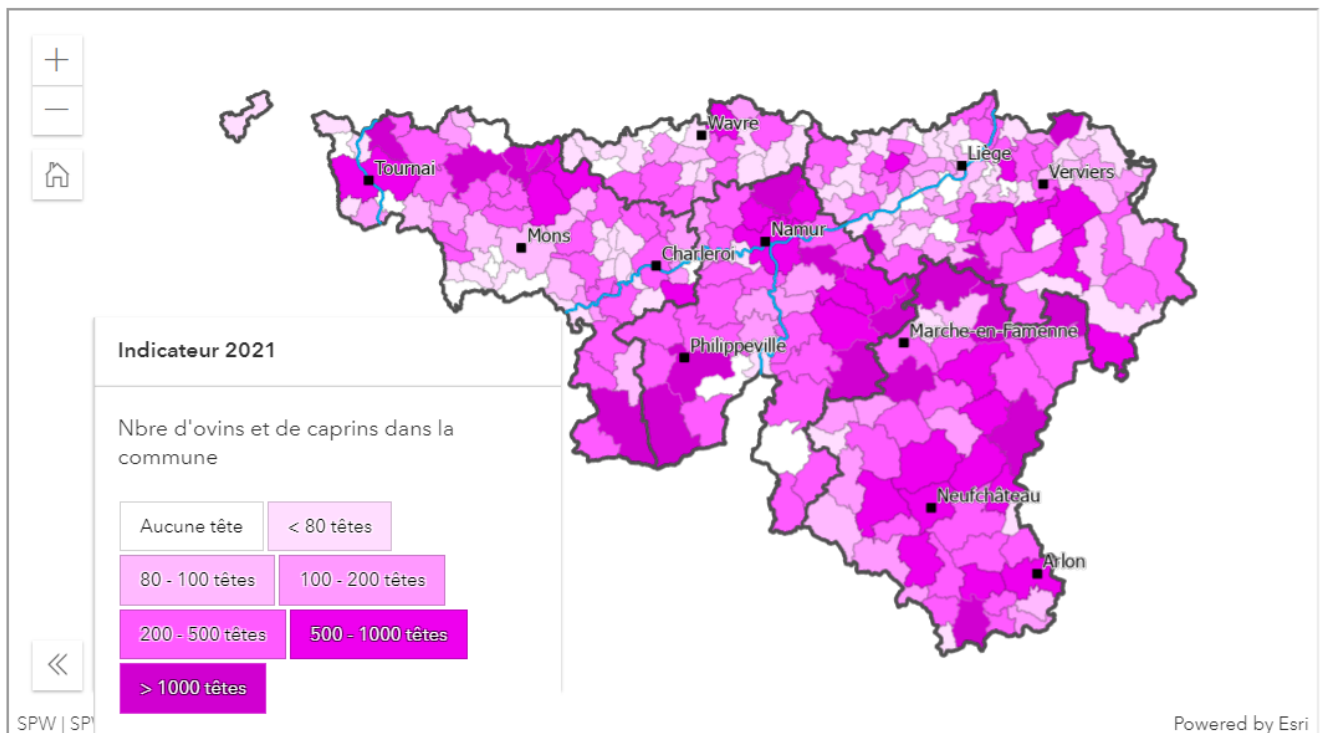 +
−
Wavre
Liège
Tournai
Verviers
Namur
Mons
Charleroi
Marche-en-Famenne
Philippeville
Neufchâteau
Arlon
Indicateur 2021
Nbre d'ovins et de caprins dans la
commune
Aucune tête
< 80 têtes
80 - 100 têtes
100 - 200 têtes
200 - 500 têtes
500 - 1000 têtes
> 1000 têtes
SPW | SPW
Powered by Esri